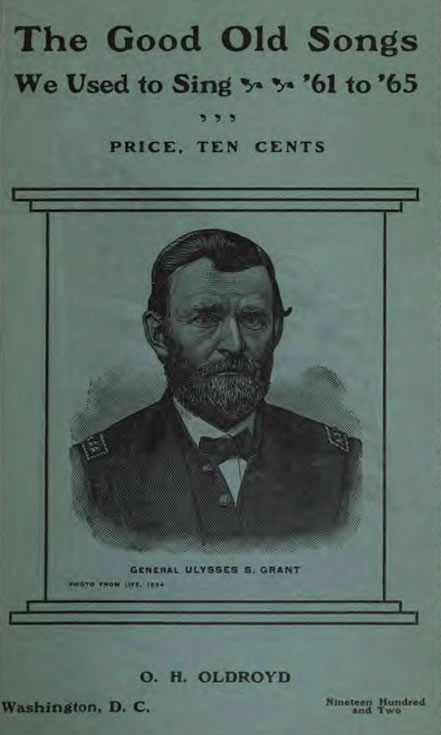 The Good Old Songs
We Used to Sing '61 to '65
PRICE, TEN CENTS
GENERAL ULYSSES S. GRANT
PHOTO FROM LIFE, 1864
O. H. OLDROYD
Washington, D. C.
Nineteen Hundred
and Two